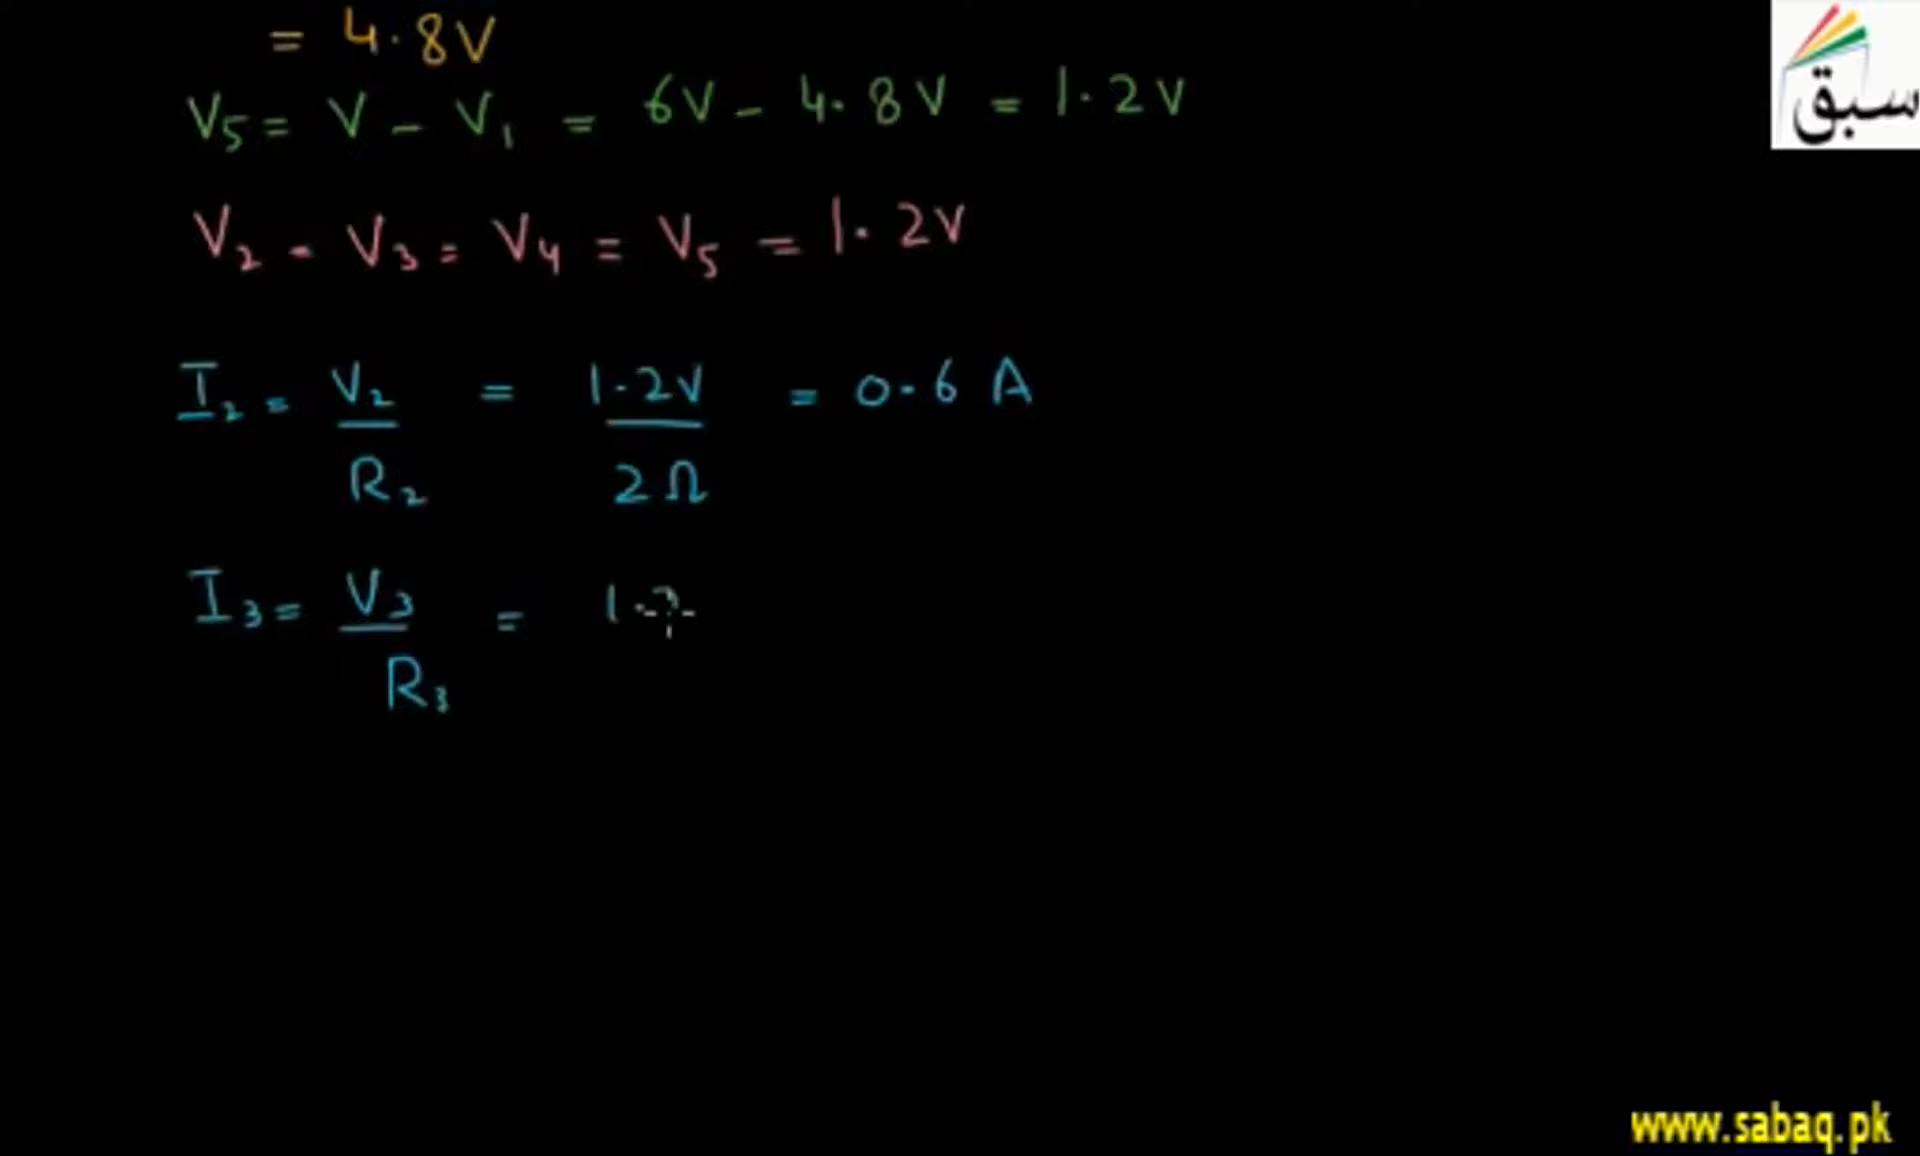 = 4.8V
V₅ = V - V₁ = 6V - 4.8V = 1.2V
V₂ = V₃ = V₄ = V₅ = 1.2V
I₂ = V₂/R₂ = 1.2V/2Ω = 0.6 A
I₃ = V₃/R₃ = 1.
سبق
www.sabaq.pk